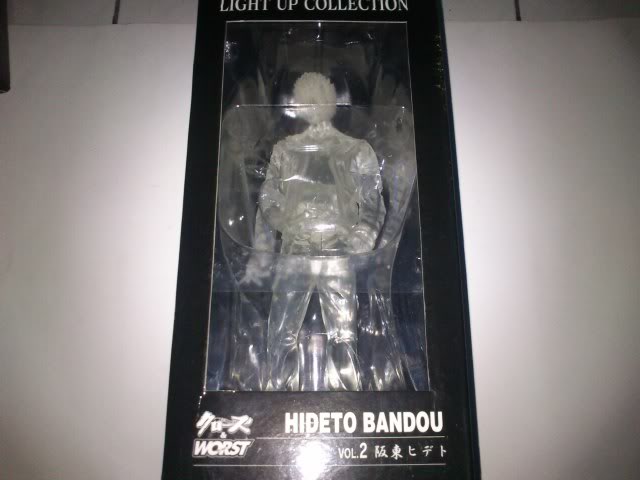 LIGHT UP COLLECTION
クローズ
&
WORST
HIDETO BANDOU
VOL.2 阪東ヒデト